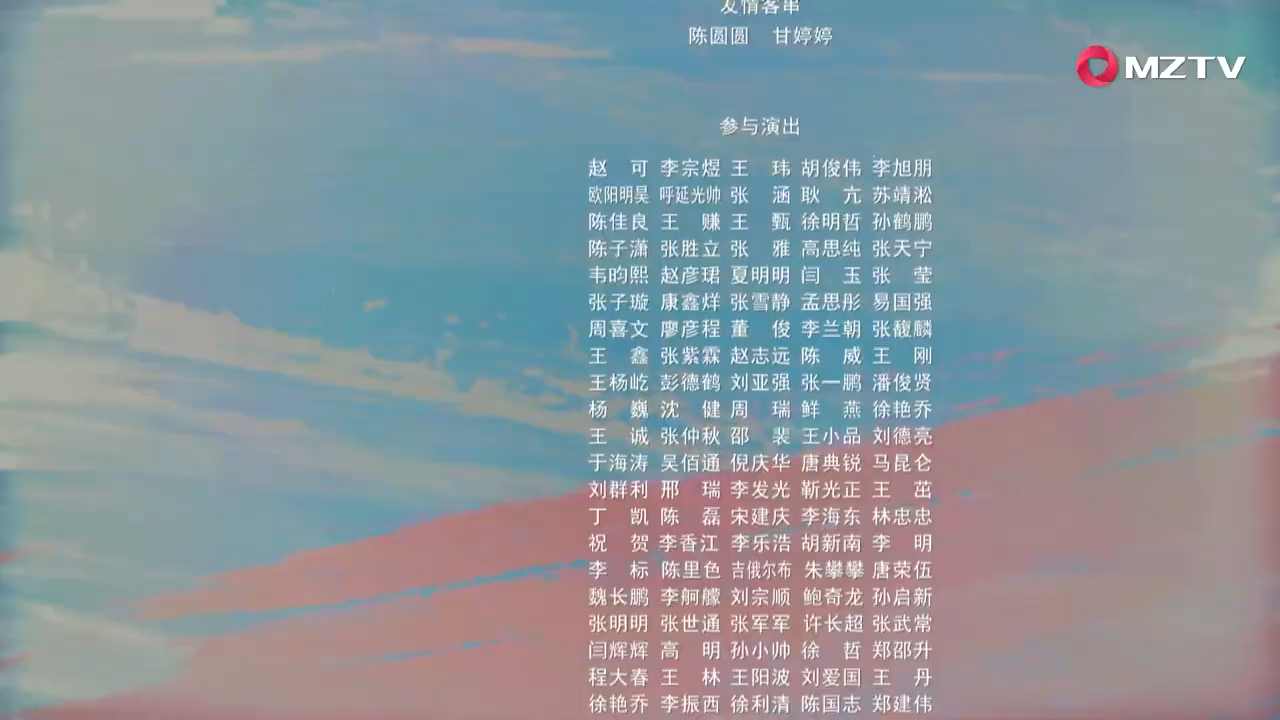 友情客串
陈圆圆 甘婷婷
MZTV
参与演出
赵 可 李宗煜 王 玮 胡俊伟 李旭朋
欧阳明昊 呼延光帅 张 涵 耿 亢 苏靖淞
陈佳良 王 赚 王 甄 徐明哲 孙鹤鹏
陈子潇 张胜立 张 雅 高思纯 张天宁
韦昀熙 赵彦珺 夏明明 闫 玉 张 莹
张子璇 康鑫烊 张雪静 孟思彤 易国强
周喜文 廖彦程 董 俊 李兰朝 张馥麟
王 鑫 张紫霖 赵志远 陈 威 王 刚
王杨屹 彭德鹤 刘亚强 张一鹏 潘俊贤
杨 巍 沈 健 周 瑞 鲜 燕 徐艳乔
王 诚 张仲秋 邵 裴 王小品 刘德亮
于海涛 吴佰通 倪庆华 唐典锐 马昆仑
刘群利 邢 瑞 李发光 靳光正 王 茁
丁 凯 陈 磊 宋建庆 李海东 林忠忠
祝 贺 李香江 李乐浩 胡新南 李 明
李 标 陈里色 吉俄尔布 朱攀攀 唐荣伍
魏长鹏 李舸艨 刘宗顺 鲍奇龙 孙启新
张明明 张世通 张军军 许长超 张武常
闫辉辉 高 明 孙小帅 徐 哲 郑邵升
程大春 王 林 王阳波 刘爱国 王 丹
徐艳乔 李振西 徐利清 陈国志 郑建伟